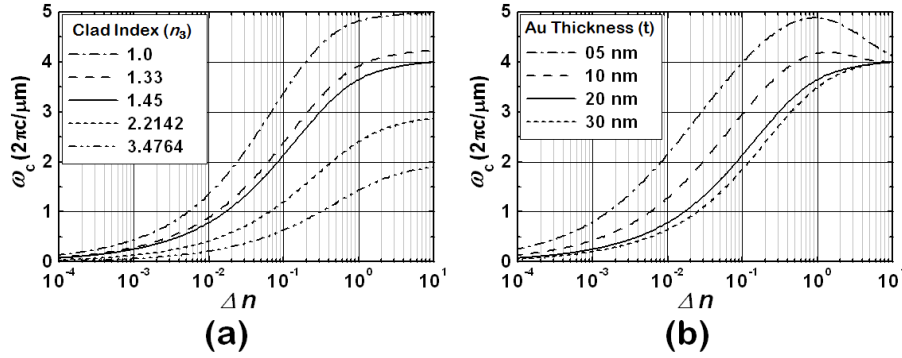 Clad Index (n₃)
1.0
1.33
1.45
2.2142
3.4764
5
4
3
2
1
0
ω_c (2πc/μm)
10⁻⁴ 10⁻³ 10⁻² 10⁻¹ 10⁰ 10¹
Δn
(a)
Au Thickness (t)
05 nm
10 nm
20 nm
30 nm
5
4
3
2
1
0
ω_c (2πc/μm)
10⁻⁴ 10⁻³ 10⁻² 10⁻¹ 10⁰ 10¹
Δn
(b)